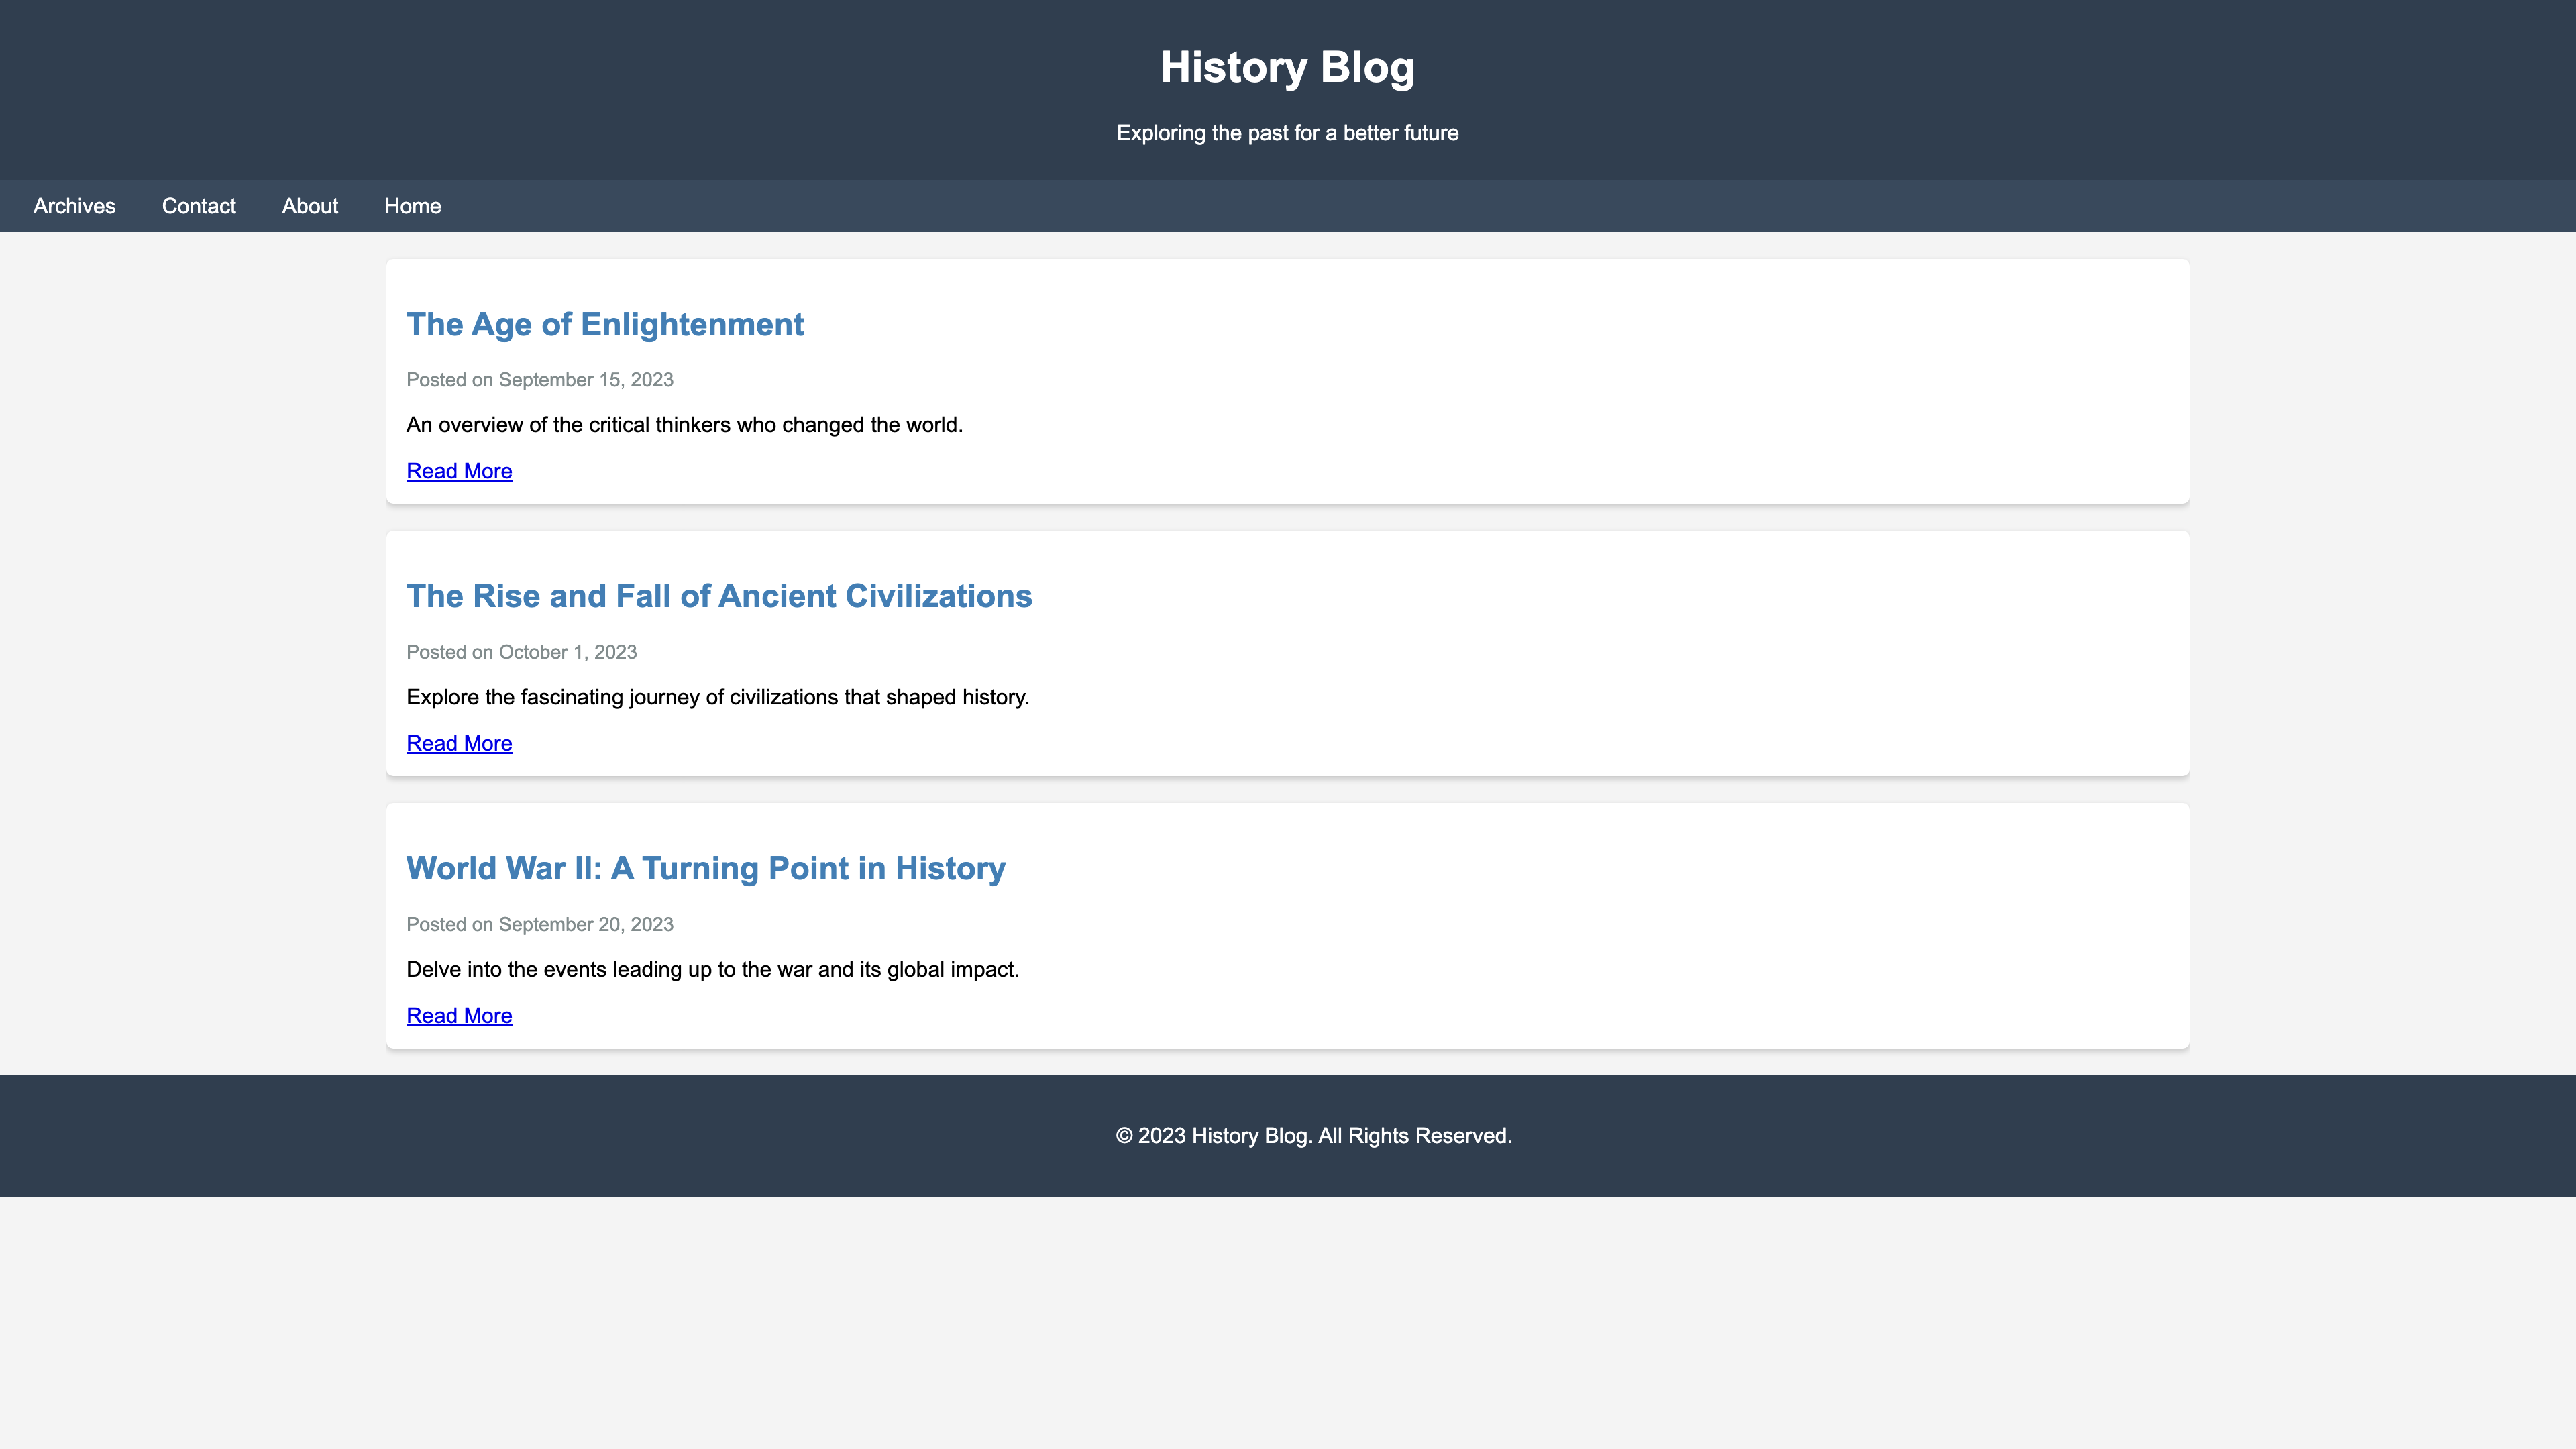 History Blog
Exploring the past for a better future
Archives Contact About Home
The Age of Enlightenment
Posted on September 15, 2023
An overview of the critical thinkers who changed the world.
Read More
The Rise and Fall of Ancient Civilizations
Posted on October 1, 2023
Explore the fascinating journey of civilizations that shaped history.
Read More
World War II: A Turning Point in History
Posted on September 20, 2023
Delve into the events leading up to the war and its global impact.
Read More
© 2023 History Blog. All Rights Reserved.